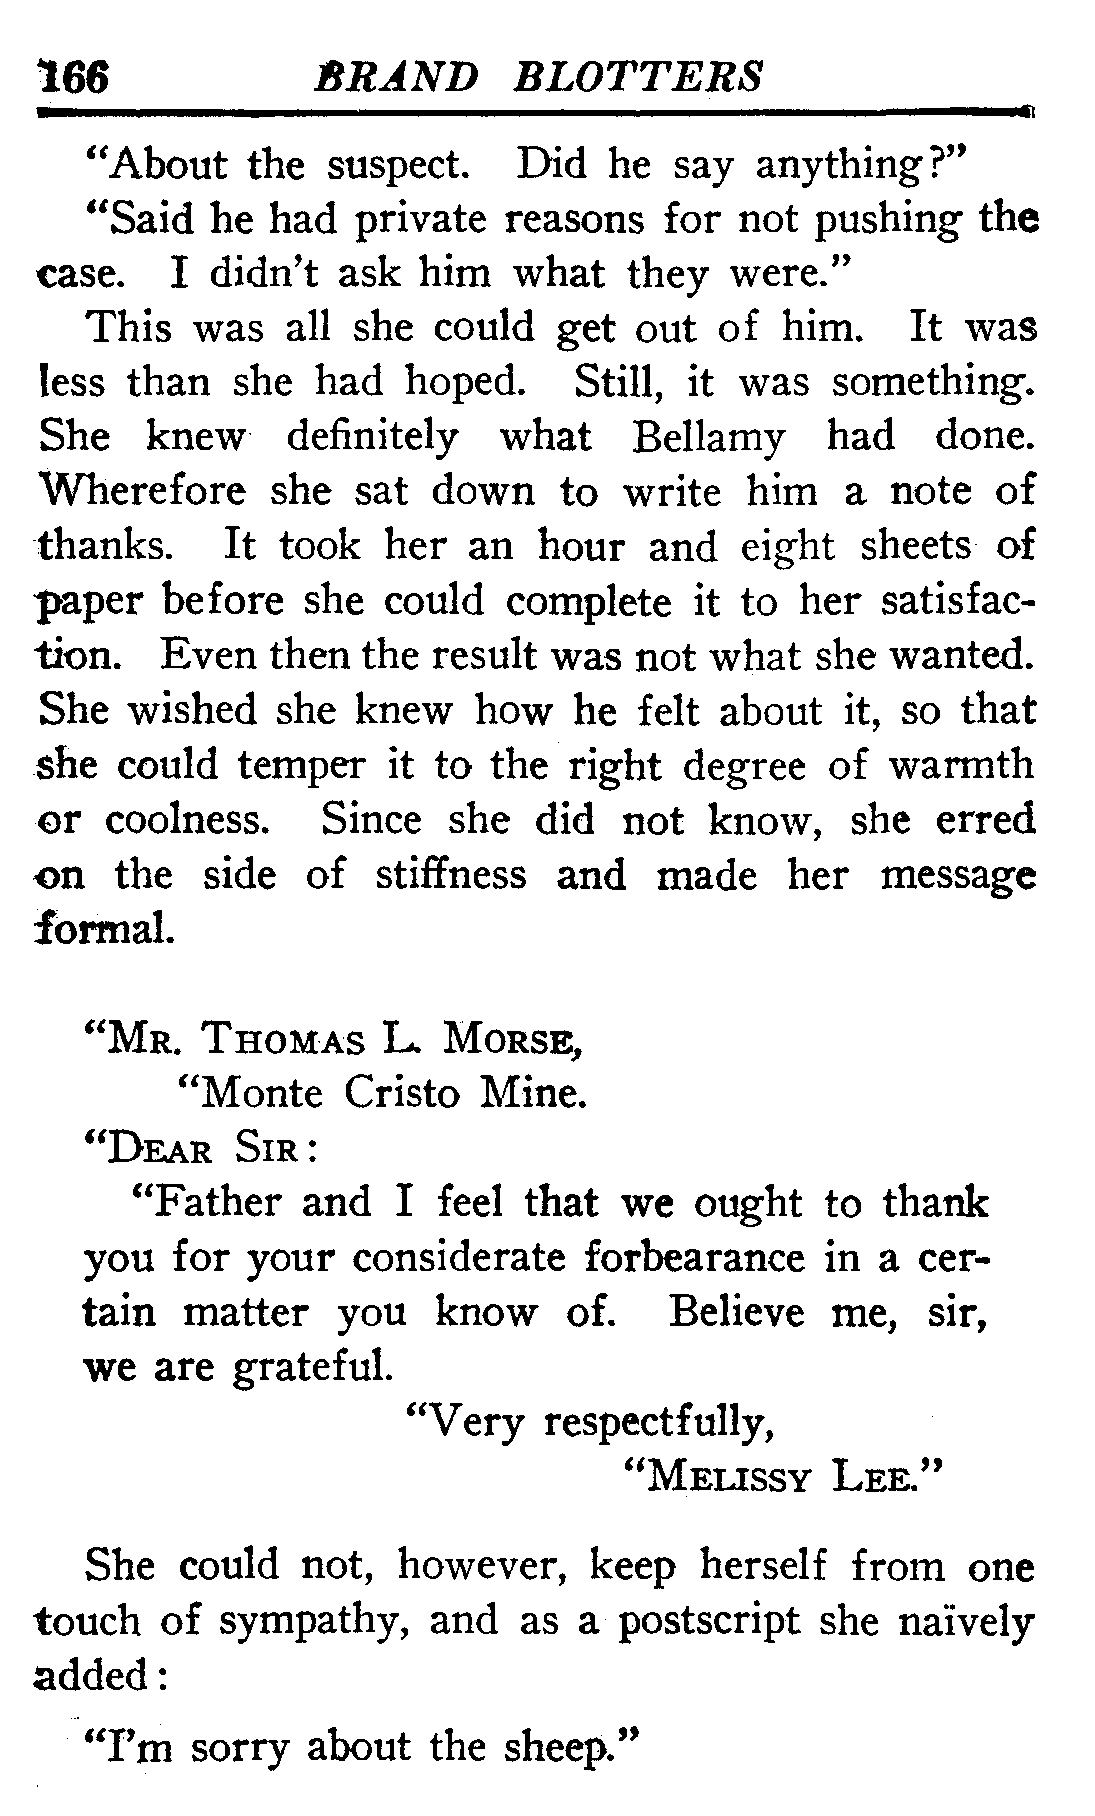 166 BRAND BLOTTERS
"About the suspect. Did he say anything?"
"Said he had private reasons for not pushing the
case. I didn't ask him what they were."
This was all she could get out of him. It was
less than she had hoped. Still, it was something.
She knew definitely what Bellamy had done.
Wherefore she sat down to write him a note of
thanks. It took her an hour and eight sheets of
paper before she could complete it to her satisfac-
tion. Even then the result was not what she wanted.
She wished she knew how he felt about it, so that
she could temper it to the right degree of warmth
or coolness. Since she did not know, she erred
on the side of stiffness and made her message
formal.
"MR. THOMAS L. MORSE,
"Monte Cristo Mine.
"DEAR SIR:
"Father and I feel that we ought to thank
you for your considerate forbearance in a cer-
tain matter you know of. Believe me, sir,
we are grateful.
"Very respectfully,
"MELISSY LEE."
She could not, however, keep herself from one
touch of sympathy, and as a postscript she naïvely
added:
"I'm sorry about the sheep."